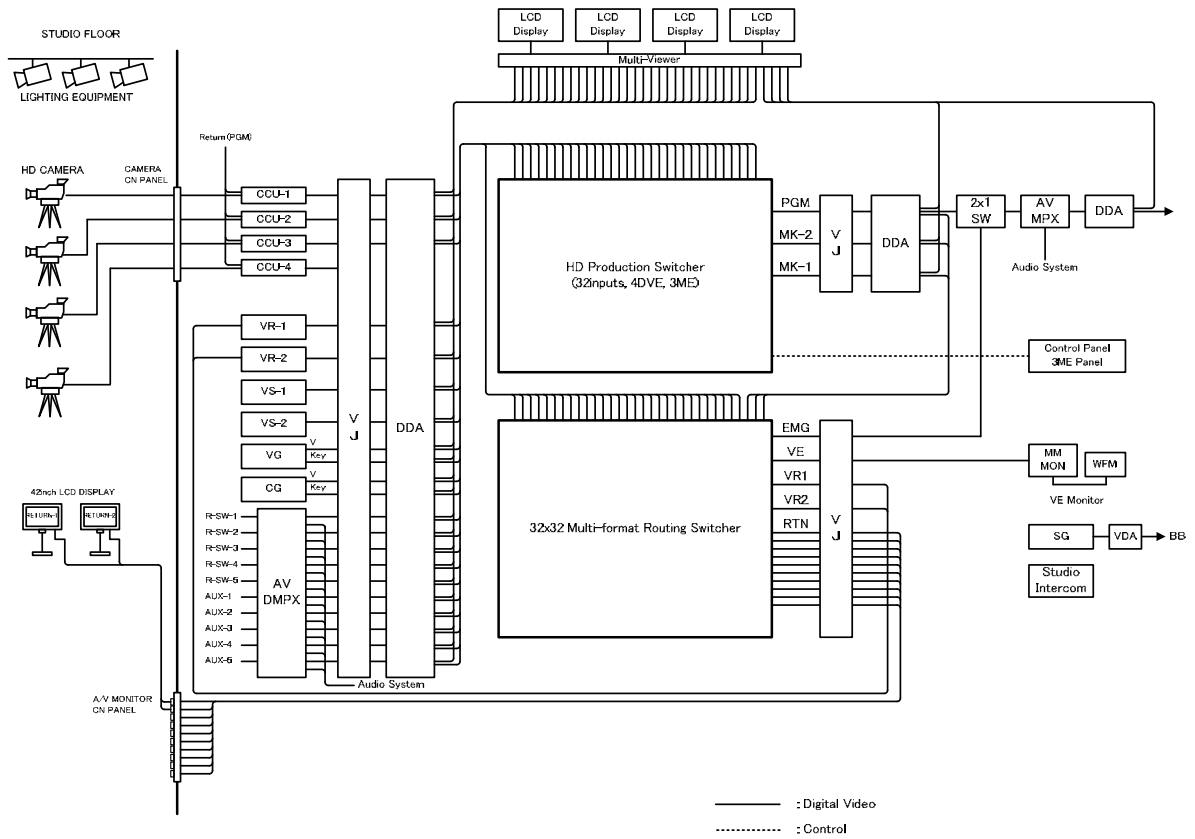 STUDIO FLOOR
LIGHTING EQUIPMENT
HD CAMERA
CAMERA
CN PANEL
Return(PGM)
CCU-1
CCU-2
CCU-3
CCU-4
VR-1
VR-2
VS-1
VS-2
VG
V
Key
CG
V
Key
R-SW-1
R-SW-2
R-SW-3
R-SW-4
R-SW-5
AUX-1
AUX-2
AUX-3
AUX-4
AUX-5
AV
DMPX
Audio System
V
J
DDA
42inch LCD DISPLAY
RETURN-1
RETURN-2
A/V MONITOR
CN PANEL
LCD
Display
LCD
Display
LCD
Display
LCD
Display
Multi-Viewer
HD Production Switcher
(32inputs, 4DVE, 3ME)
PGM
MK-2
MK-1
V
J
DDA
2x1
SW
AV
MPX
DDA
Audio System
Control Panel
3ME Panel
32x32 Multi-format Routing Switcher
EMG
VE
VR1
VR2
RTN
V
J
MM
MON
WFM
VE Monitor
SG
VDA
BB
Studio
Intercom
: Digital Video
: Control